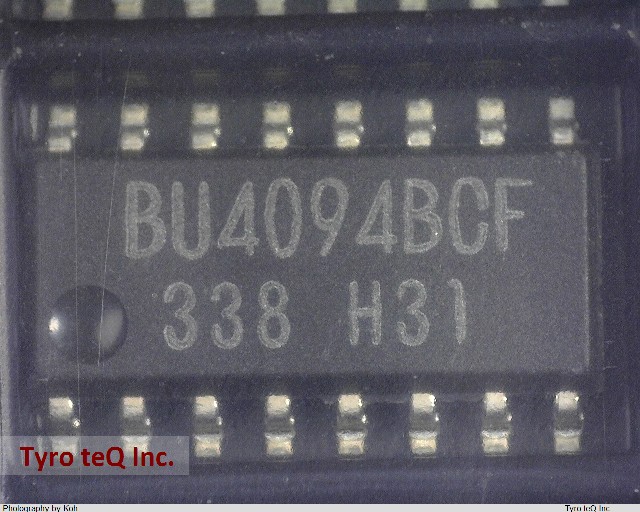 BU4094BCF
338 H31
Tyro teQ Inc.
Photography by Koh
Tyro teQ Inc.